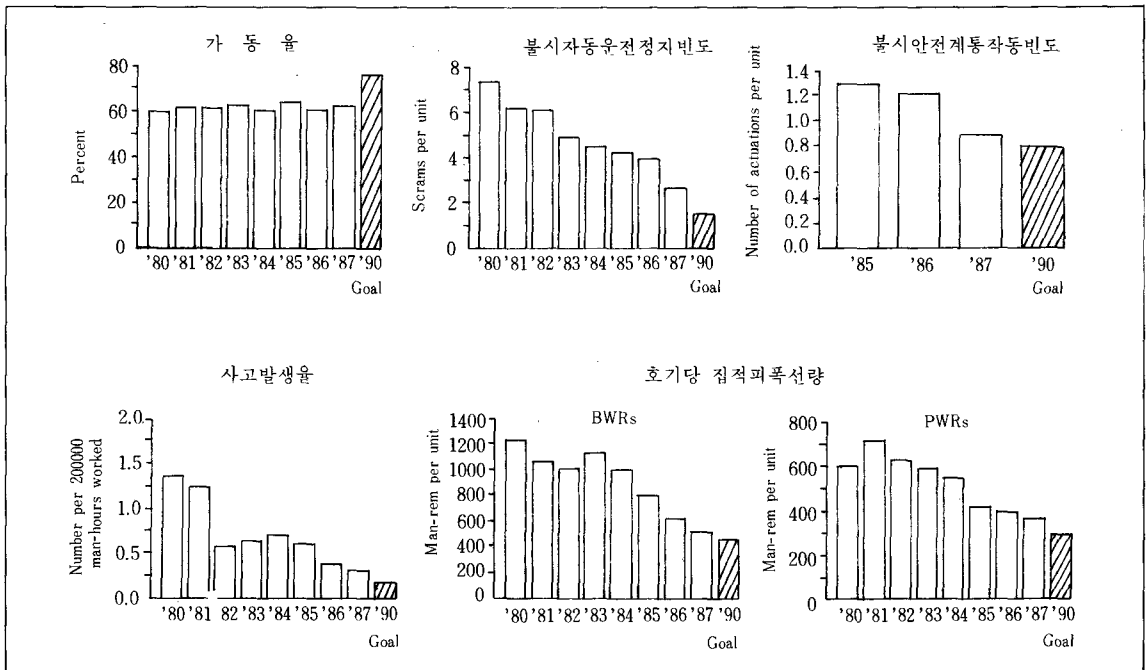 가 동 율
80
60
40
20
0
Percent
'80 '81 '82 '83 '84 '85 '86 '87 '90
Goal
불시자동운전정지빈도
8
6
4
2
0
Scrams per unit
'80 '81 '82 '83 '84 '85 '86 '87 '90
Goal
불시안전계통작동빈도
1.4
1.2
1.0
0.8
0.6
0.4
0.2
0.0
Number of actuations per unit
'85 '86 '87 '90
Goal
사고발생율
2.0
1.5
1.0
0.5
0.0
Number per 200000
man-hours worked
'80 '81 82 '83 '84 '85 '86 '87 '90
Goal
호기당 집적피폭선량
BWRs
1400
1200
1000
800
600
400
200
0
Man-rem per unit
'80 '81 '82 '83 '84 '85 '86 '87 '90
Goal
PWRs
800
600
400
200
0
Man-rem per unit
'80 '81 '82 '83 '84 '85 '86 '87 '90
Goal